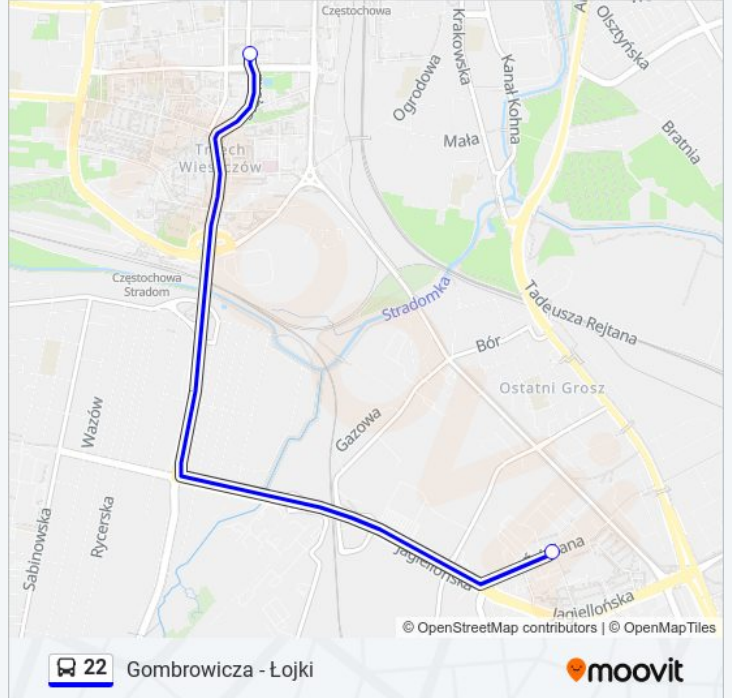 Częstochowa
Krakowska
Olsztyńska
Kanał Kohna
Ogrodowa
Mała
Bratnia
Trzech
Wieszczów
Częstochowa
Stradom
Stradomka
Tadeusza Rejtana
Bór
Ostatni Grosz
Wazów
Gazowa
Rycerska
Sabinowska
Jagiellońska
Jagiellońska
© OpenStreetMap contributors | © OpenMapTiles
22 Gombrowicza - Łojki
moovit